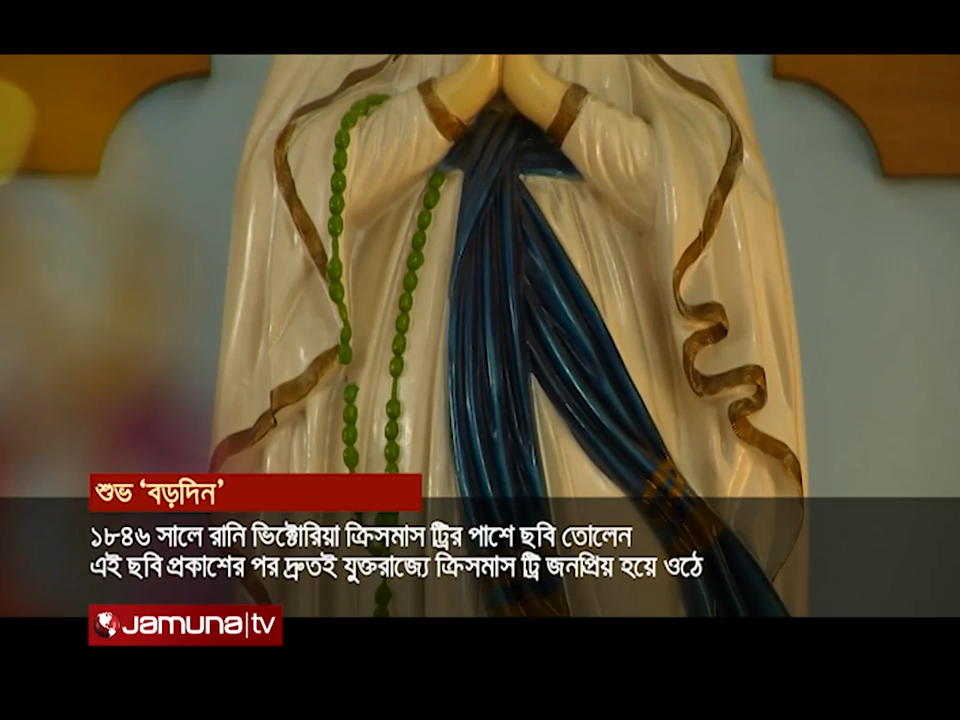 শুভ ‘বড়দিন’
১৮৪৬ সালে রানি ভিক্টোরিয়া ক্রিসমাস ট্রির পাশে ছবি তোলেন
এই ছবি প্রকাশের পর দ্রুতই যুক্তরাজ্যে ক্রিসমাস ট্রি জনপ্রিয় হয়ে ওঠে
Jamuna|tv